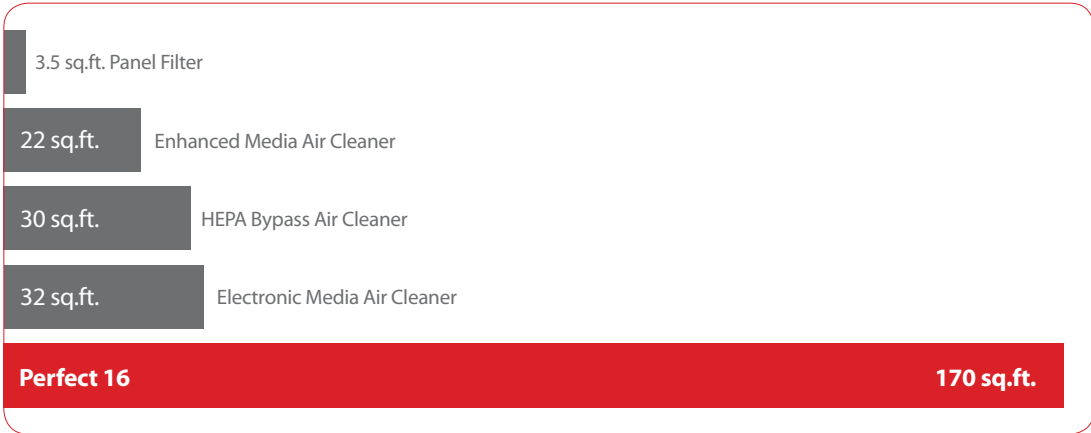 3.5 sq.ft. Panel Filter
22 sq.ft. Enhanced Media Air Cleaner
30 sq.ft. HEPA Bypass Air Cleaner
32 sq.ft. Electronic Media Air Cleaner
Perfect 16 170 sq.ft.